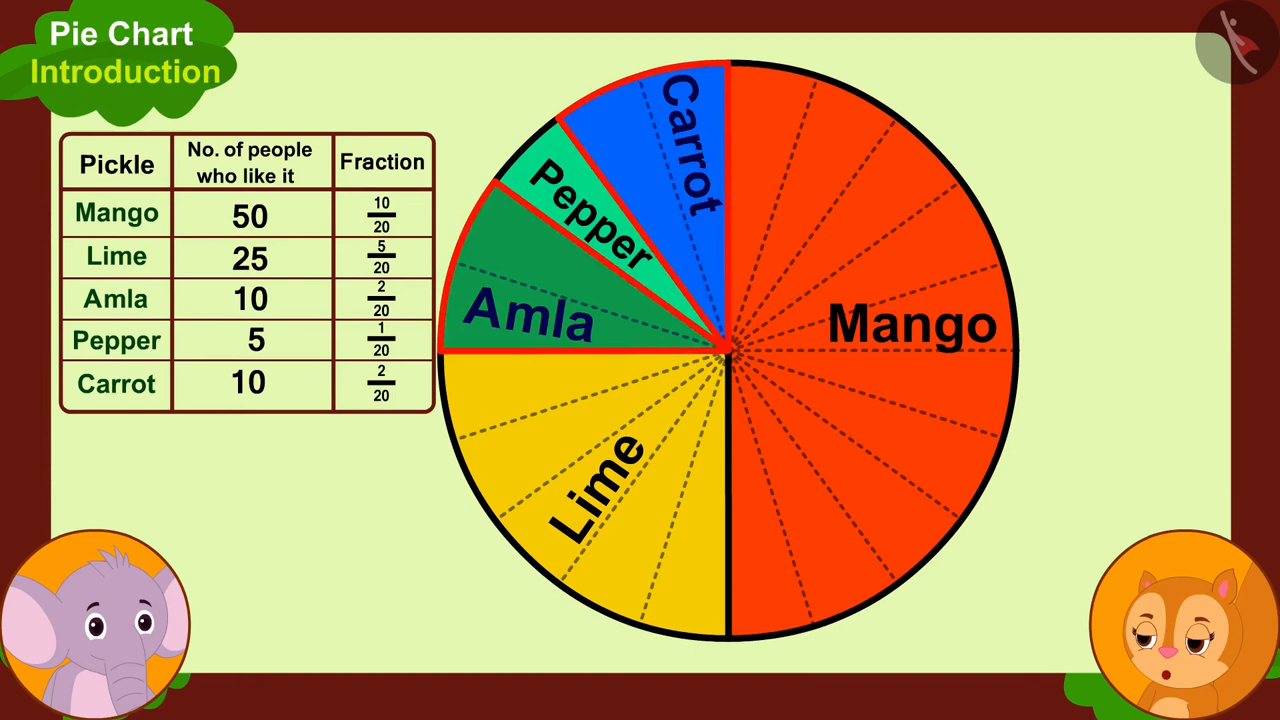 Pie Chart
Introduction
Pickle No. of people who like it Fraction
Mango 50 10/20
Lime 25 5/20
Amla 10 2/20
Pepper 5 1/20
Carrot 10 2/20
Carrot
Pepper
Amla
Mango
Lime